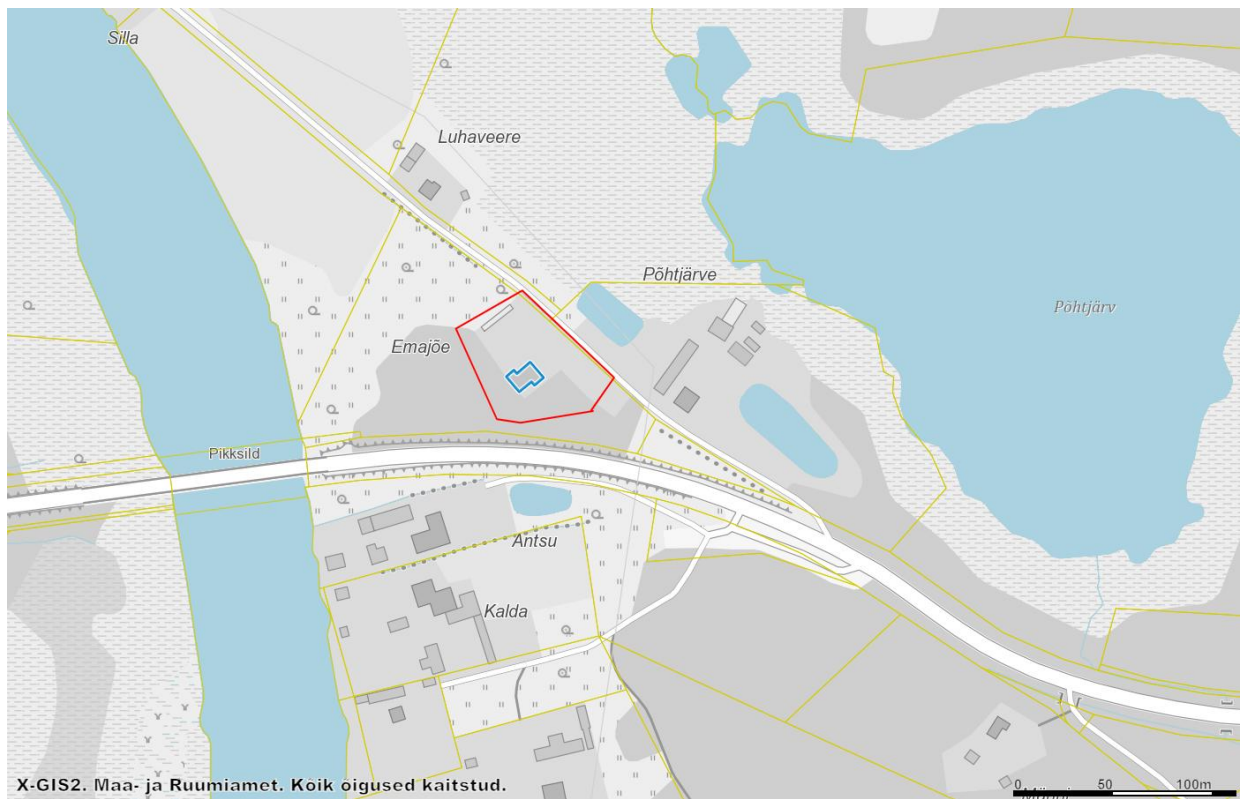 Silla
Luhaveere
Põhtjärve
Põhtjärv
Emajõe
Pikksild
Antsu
Kalda
X-GIS2. Maa- ja Ruumiamet. Kõik õigused kaitstud.
0 50 100m